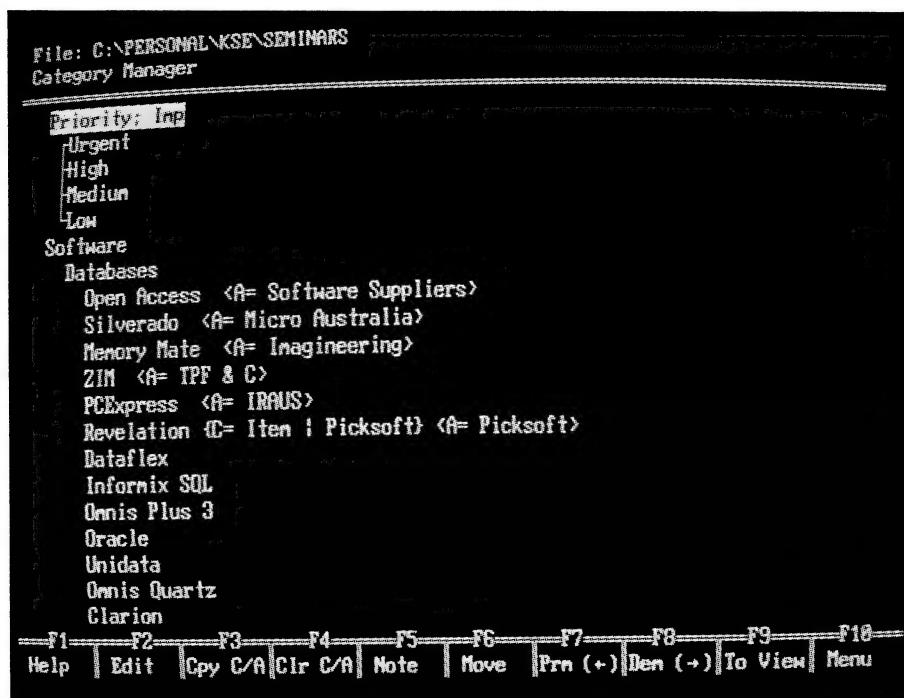 File: C:\PERSONAL\KSE\SEMINARS
Category Manager
Priority: Imp
Urgent
High
Medium
Low
Software
Databases
Open Access <A= Software Suppliers>
Silverado <A= Micro Australia>
Memory Mate <A= Imagineering>
ZIM <A= TPF & C>
PCExpress <A= IRAUS>
Revelation {C= Item ¦ Picksoft} <A= Picksoft>
Dataflex
Informix SQL
Omnis Plus 3
Oracle
Unidata
Omnis Quartz
Clarion
F1 F2 F3 F4 F5 F6 F7 F8 F9 F10
Help Edit Cpy C/A Clr C/A Note Move Prm (←) Dem (→) To View Menu